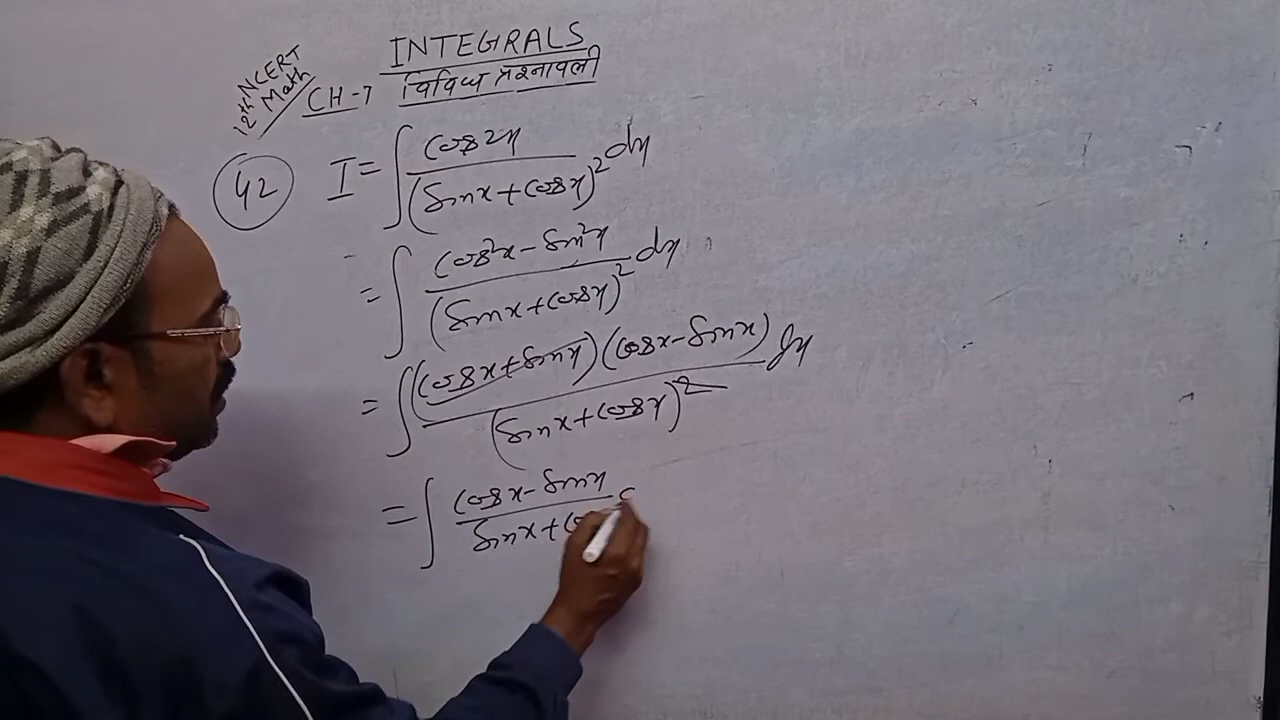 INTEGRALS
12th NCERT Math
CH-7 विविध प्रश्नावली
42 I = ∫ cos2x / (sinx + cosx)² dx
= ∫ cos²x - sin²x / (sinx + cosx)² dx
= ∫ (cosx + sinx)(cosx - sinx) / (sinx + cosx)² dx
= ∫ cosx - sinx / sinx +